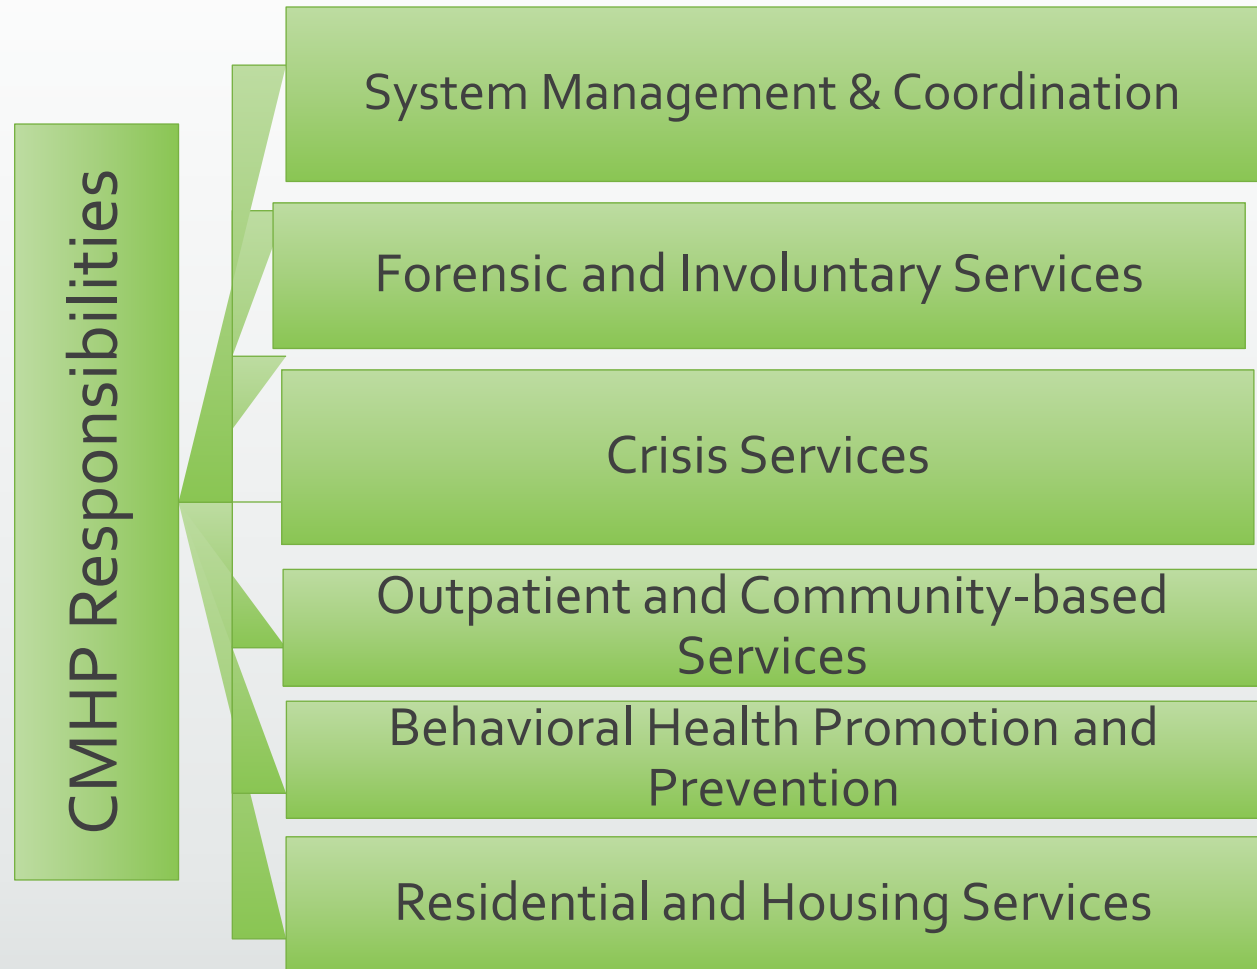 CMHP Responsibilities
System Management & Coordination
Forensic and Involuntary Services
Crisis Services
Outpatient and Community-based
Services
Behavioral Health Promotion and
Prevention
Residential and Housing Services